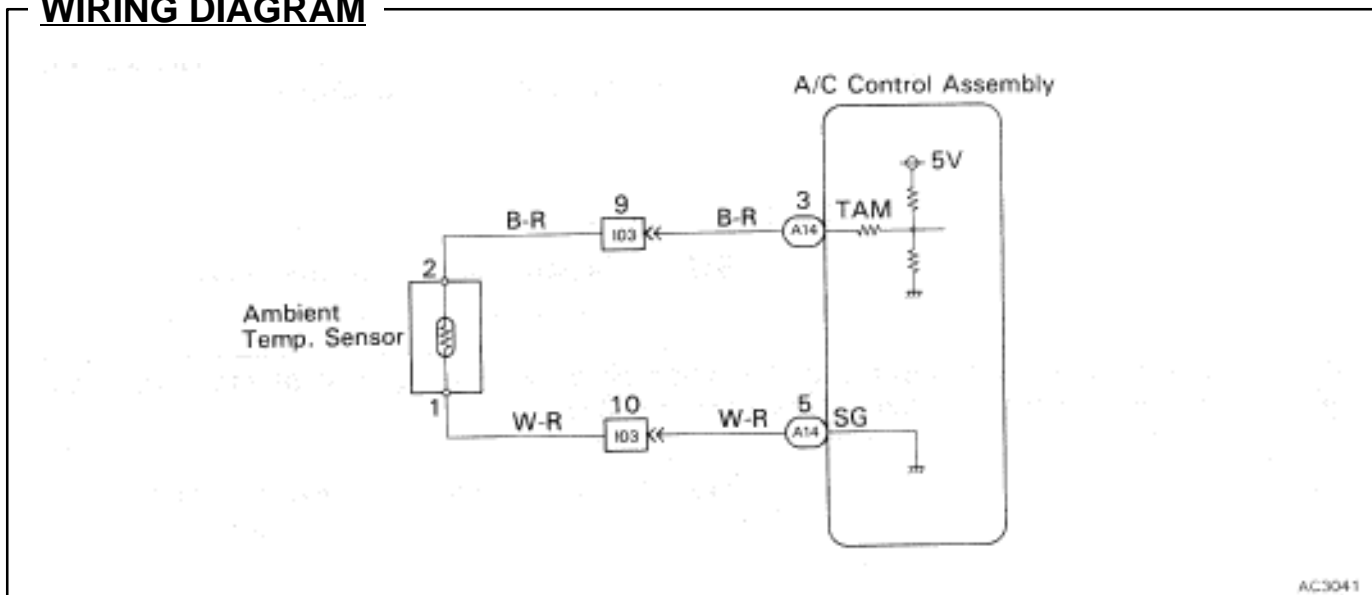 WIRING DIAGRAM
A/C Control Assembly
5V
9
3
TAM
B-R
I03
B-R
A14
2
Ambient
Temp. Sensor
1
10
5
SG
W-R
I03
W-R
A14
AC3041